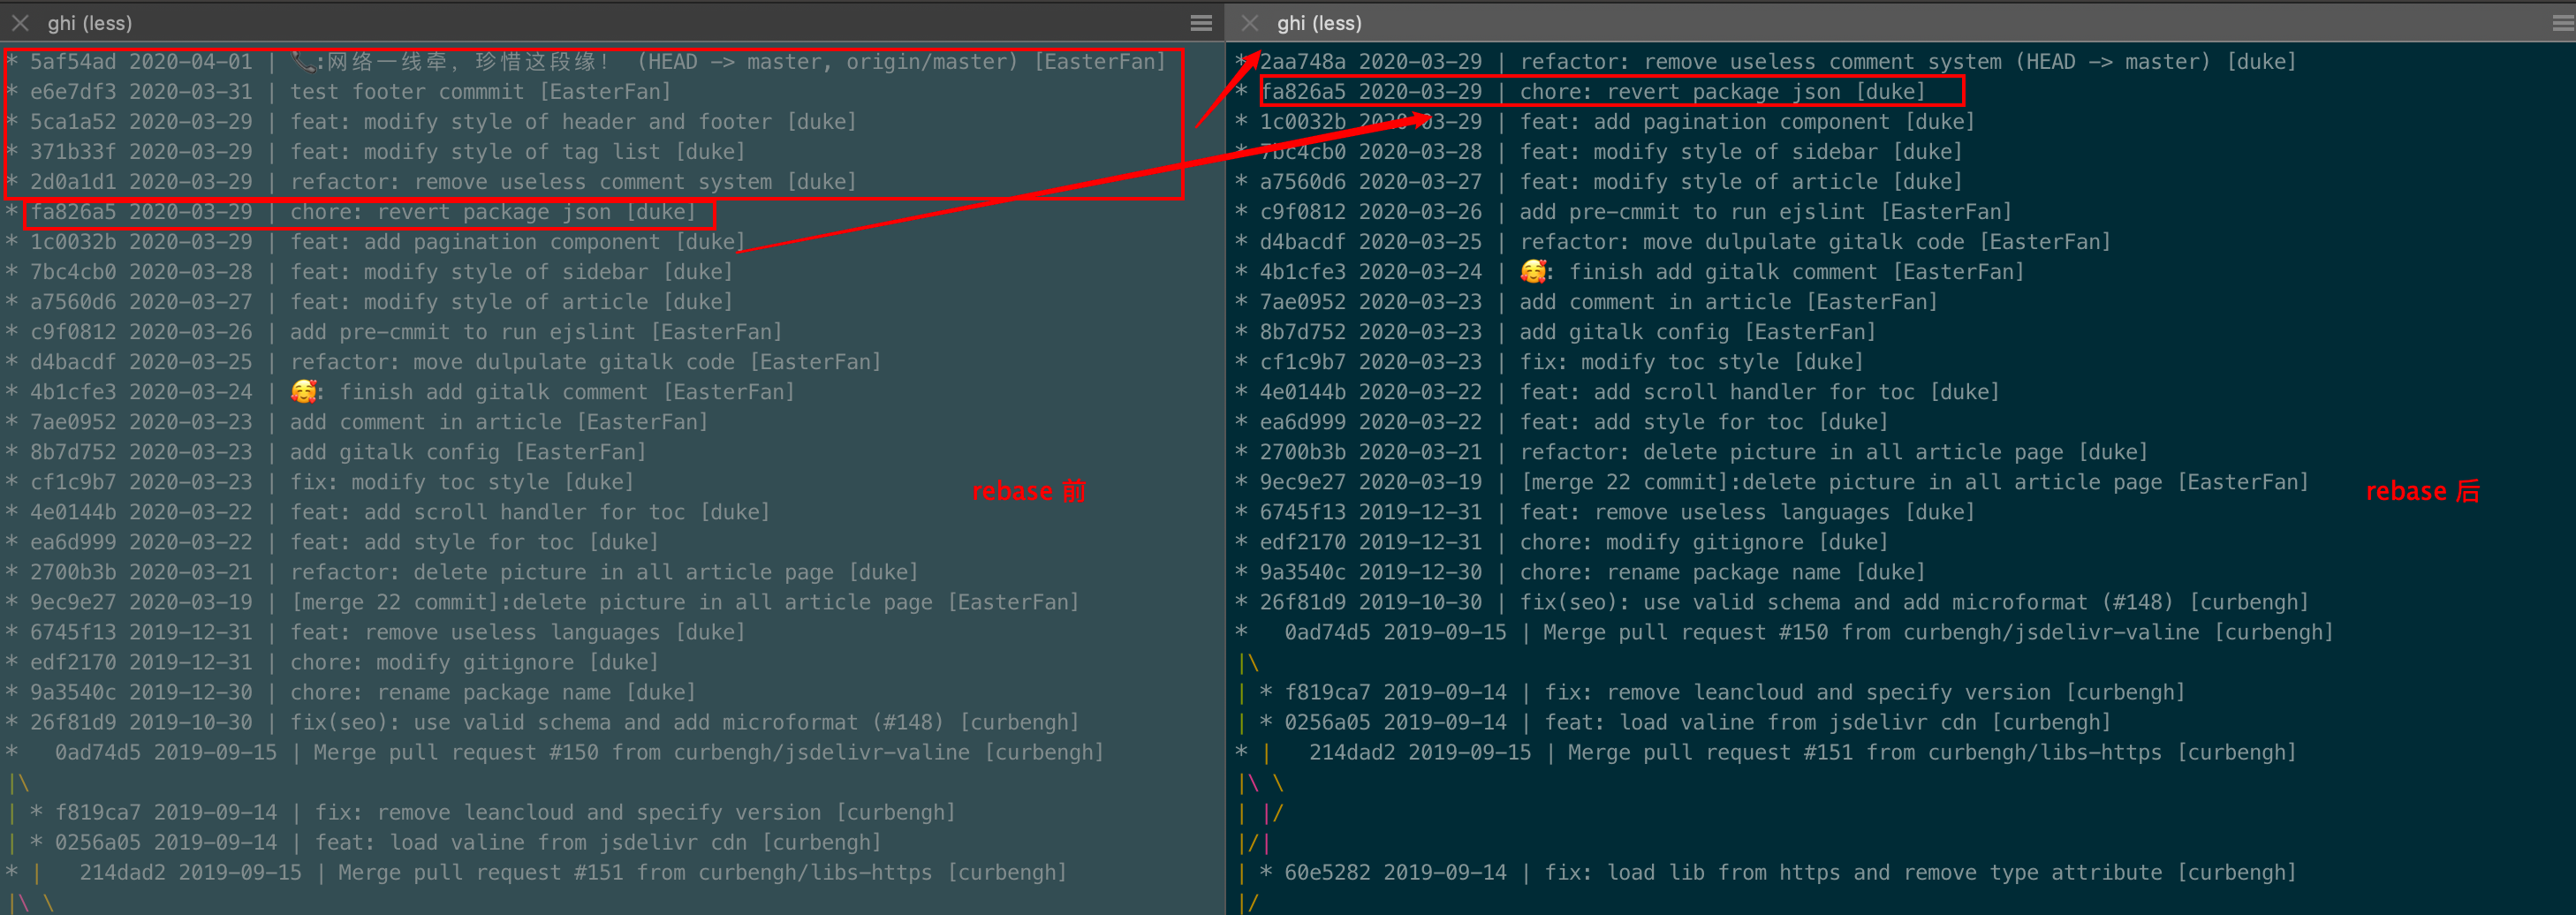 ghi (less)
* 5af54ad 2020-04-01 | 📞:网络一线牵，珍惜这段缘！ (HEAD -> master, origin/master) [EasterFan]
* e6e7df3 2020-03-31 | test footer commmit [EasterFan]
* 5ca1a52 2020-03-29 | feat: modify style of header and footer [duke]
* 371b33f 2020-03-29 | feat: modify style of tag list [duke]
* 2d0a1d1 2020-03-29 | refactor: remove useless comment system [duke]
* fa826a5 2020-03-29 | chore: revert package json [duke]
* 1c0032b 2020-03-29 | feat: add pagination component [duke]
* 7bc4cb0 2020-03-28 | feat: modify style of sidebar [duke]
* a7560d6 2020-03-27 | feat: modify style of article [duke]
* c9f0812 2020-03-26 | add pre-cmmit to run ejslint [EasterFan]
* d4bacdf 2020-03-25 | refactor: move dulpulate gitalk code [EasterFan]
* 4b1cfe3 2020-03-24 | 🥰: finish add gitalk comment [EasterFan]
* 7ae0952 2020-03-23 | add comment in article [EasterFan]
* 8b7d752 2020-03-23 | add gitalk config [EasterFan]
* cf1c9b7 2020-03-23 | fix: modify toc style [duke]
rebase 前
* 4e0144b 2020-03-22 | feat: add scroll handler for toc [duke]
* ea6d999 2020-03-22 | feat: add style for toc [duke]
* 2700b3b 2020-03-21 | refactor: delete picture in all article page [duke]
* 9ec9e27 2020-03-19 | [merge 22 commit]:delete picture in all article page [EasterFan]
* 6745f13 2019-12-31 | feat: remove useless languages [duke]
* edf2170 2019-12-31 | chore: modify gitignore [duke]
* 9a3540c 2019-12-30 | chore: rename package name [duke]
* 26f81d9 2019-10-30 | fix(seo): use valid schema and add microformat (#148) [curbengh]
*   0ad74d5 2019-09-15 | Merge pull request #150 from curbengh/jsdelivr-valine [curbengh]
|\
| * f819ca7 2019-09-14 | fix: remove leancloud and specify version [curbengh]
| * 0256a05 2019-09-14 | feat: load valine from jsdelivr cdn [curbengh]
* |   214dad2 2019-09-15 | Merge pull request #151 from curbengh/libs-https [curbengh]
|\ \
ghi (less)
* 2aa748a 2020-03-29 | refactor: remove useless comment system (HEAD -> master) [duke]
* fa826a5 2020-03-29 | chore: revert package json [duke]
* 1c0032b 2020-03-29 | feat: add pagination component [duke]
* 7bc4cb0 2020-03-28 | feat: modify style of sidebar [duke]
* a7560d6 2020-03-27 | feat: modify style of article [duke]
* c9f0812 2020-03-26 | add pre-cmmit to run ejslint [EasterFan]
* d4bacdf 2020-03-25 | refactor: move dulpulate gitalk code [EasterFan]
* 4b1cfe3 2020-03-24 | 🥰: finish add gitalk comment [EasterFan]
* 7ae0952 2020-03-23 | add comment in article [EasterFan]
* 8b7d752 2020-03-23 | add gitalk config [EasterFan]
* cf1c9b7 2020-03-23 | fix: modify toc style [duke]
* 4e0144b 2020-03-22 | feat: add scroll handler for toc [duke]
* ea6d999 2020-03-22 | feat: add style for toc [duke]
* 2700b3b 2020-03-21 | refactor: delete picture in all article page [duke]
* 9ec9e27 2020-03-19 | [merge 22 commit]:delete picture in all article page [EasterFan]
rebase 后
* 6745f13 2019-12-31 | feat: remove useless languages [duke]
* edf2170 2019-12-31 | chore: modify gitignore [duke]
* 9a3540c 2019-12-30 | chore: rename package name [duke]
* 26f81d9 2019-10-30 | fix(seo): use valid schema and add microformat (#148) [curbengh]
*   0ad74d5 2019-09-15 | Merge pull request #150 from curbengh/jsdelivr-valine [curbengh]
|\
| * f819ca7 2019-09-14 | fix: remove leancloud and specify version [curbengh]
| * 0256a05 2019-09-14 | feat: load valine from jsdelivr cdn [curbengh]
* |   214dad2 2019-09-15 | Merge pull request #151 from curbengh/libs-https [curbengh]
|\ \
| |/
|/|
| * 60e5282 2019-09-14 | fix: load lib from https and remove type attribute [curbengh]
|/